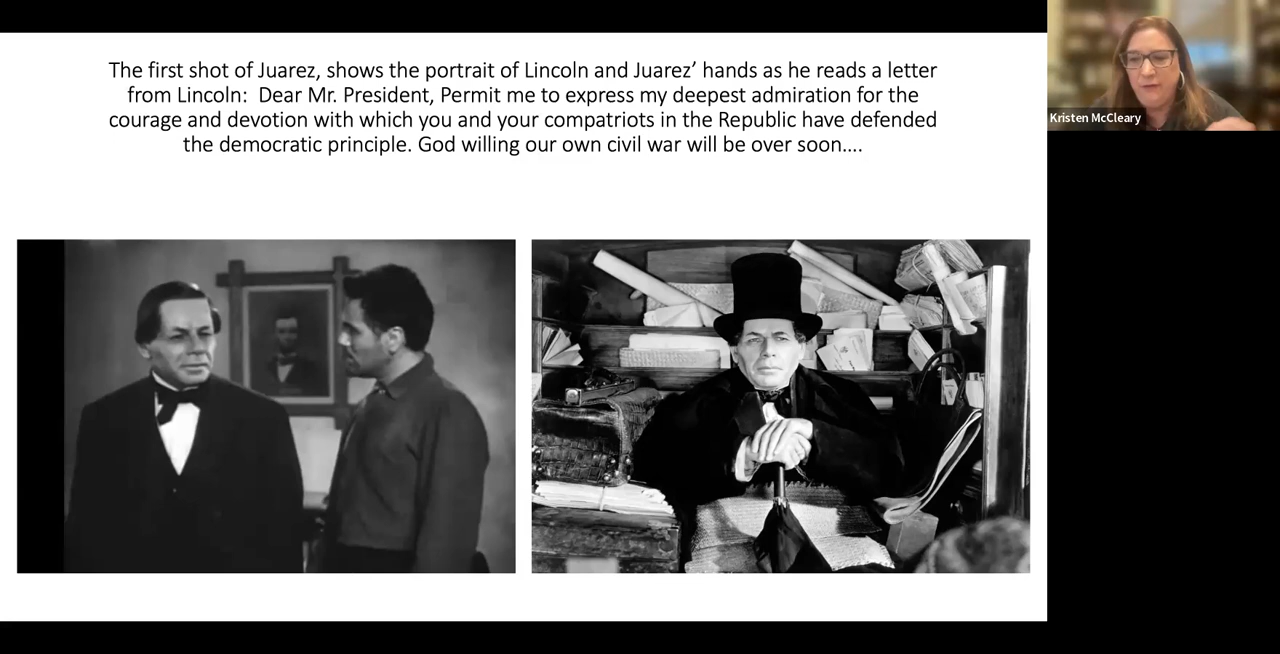 The first shot of Juarez, shows the portrait of Lincoln and Juarez’ hands as he reads a letter
from Lincoln:  Dear Mr. President, Permit me to express my deepest admiration for the
courage and devotion with which you and your compatriots in the Republic have defended
the democratic principle. God willing our own civil war will be over soon….
Kristen McCleary